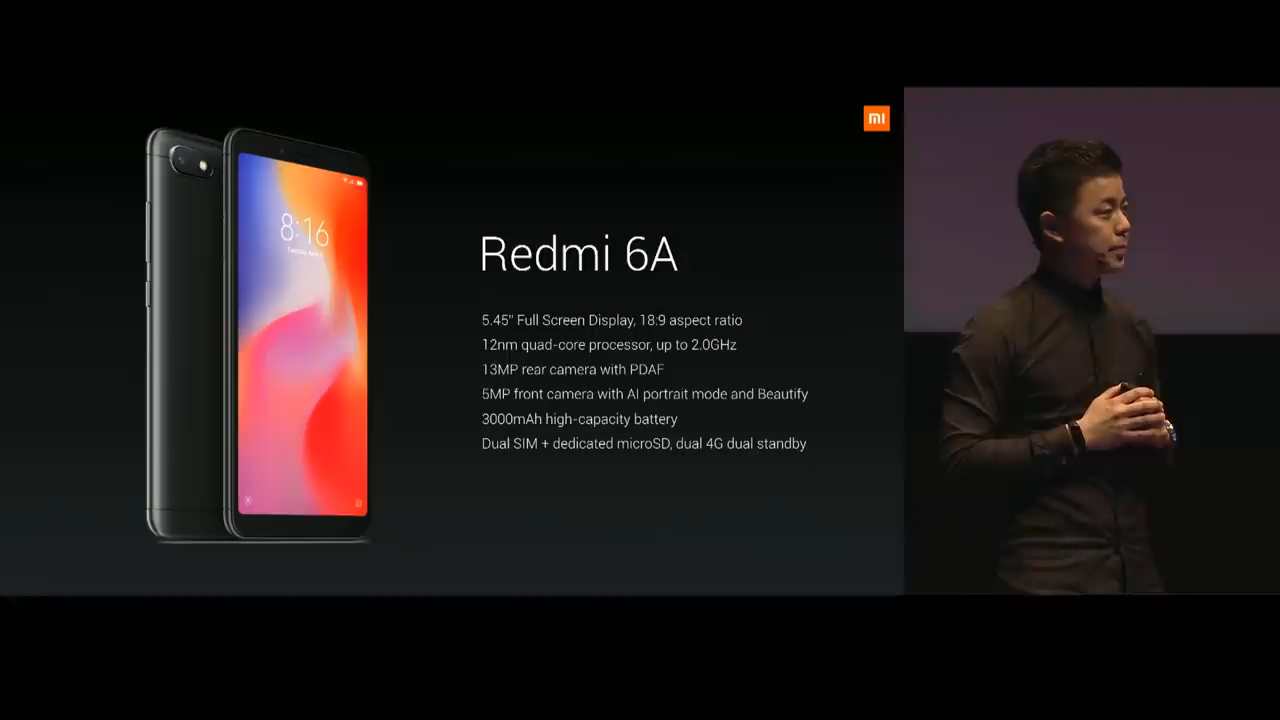 mi
8:16
Redmi 6A
5.45" Full Screen Display, 18:9 aspect ratio
12nm quad-core processor, up to 2.0GHz
13MP rear camera with PDAF
5MP front camera with AI portrait mode and Beautify
3000mAh high-capacity battery
Dual SIM + dedicated microSD, dual 4G dual standby